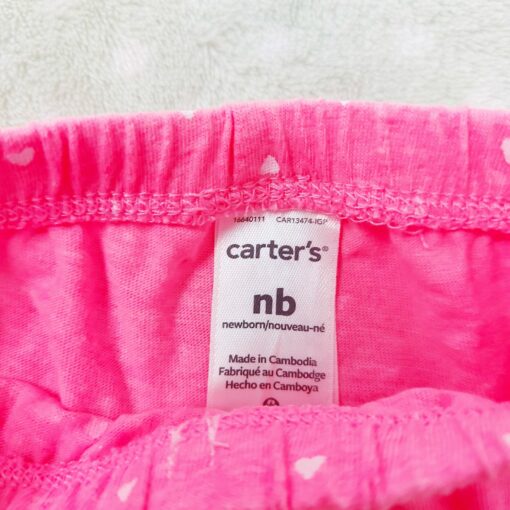 16640111 CAR13474-IGP
carter's®
nb
newborn/nouveau-né
Made in Cambodia
Fabriqué au Cambodge
Hecho en Camboya